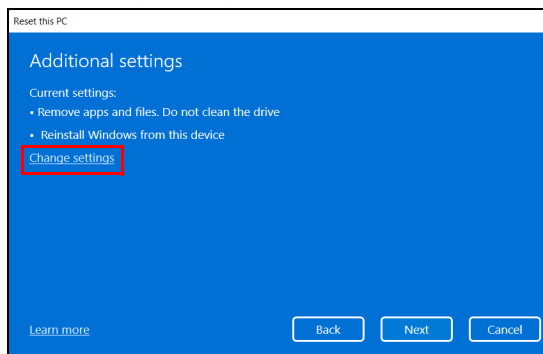 Reset this PC
Additional settings
Current settings:
• Remove apps and files. Do not clean the drive
• Reinstall Windows from this device
Change settings
Learn more
Back
Next
Cancel